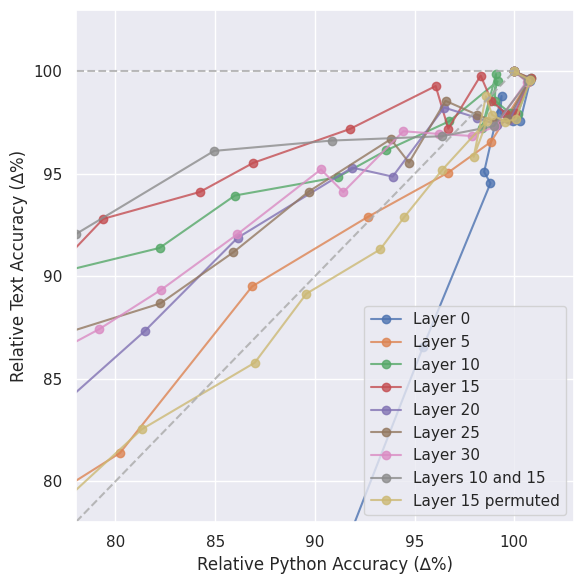 Relative Text Accuracy (Δ%)
100
95
90
85
80
Layer 0
Layer 5
Layer 10
Layer 15
Layer 20
Layer 25
Layer 30
Layers 10 and 15
Layer 15 permuted
80 85 90 95 100
Relative Python Accuracy (Δ%)